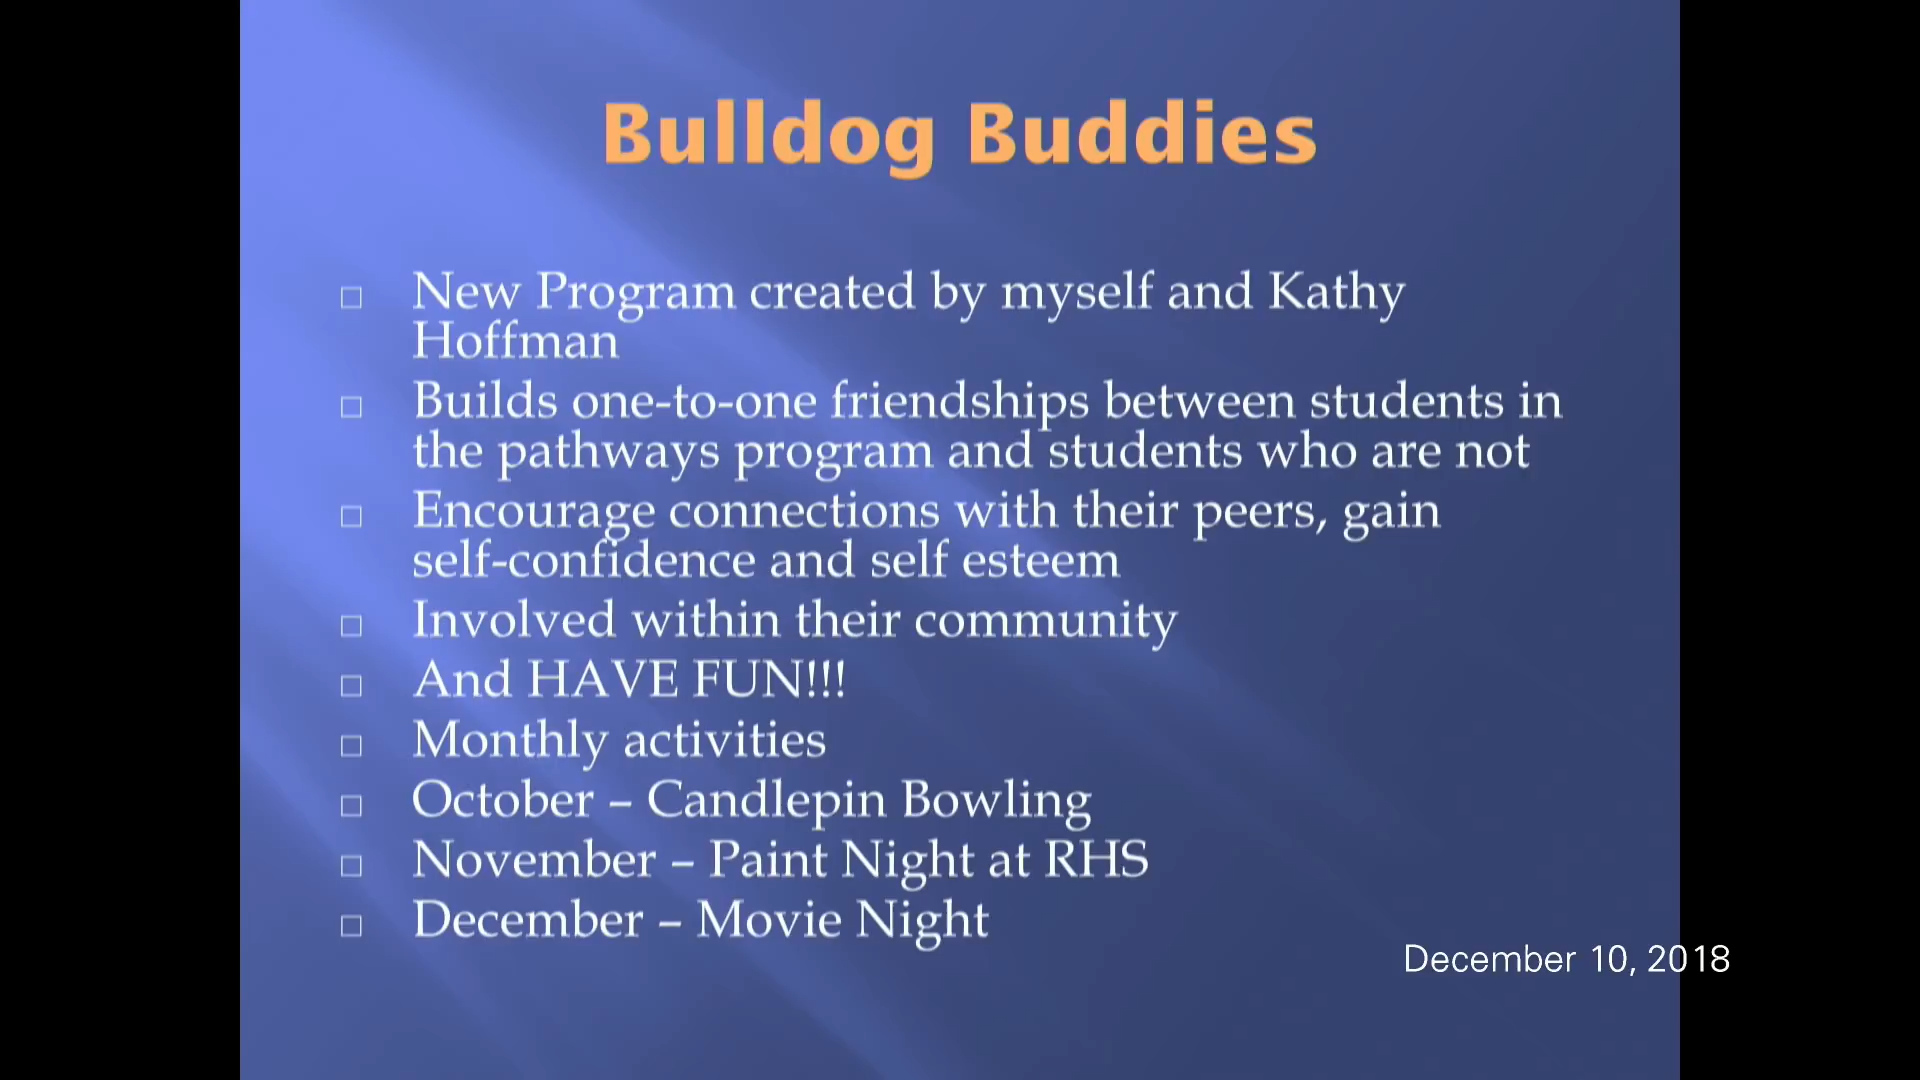 Bulldog Buddies
New Program created by myself and Kathy
Hoffman
Builds one-to-one friendships between students in
the pathways program and students who are not
Encourage connections with their peers, gain
self-confidence and self esteem
Involved within their community
And HAVE FUN!!!
Monthly activities
October – Candlepin Bowling
November – Paint Night at RHS
December – Movie Night
December 10, 2018